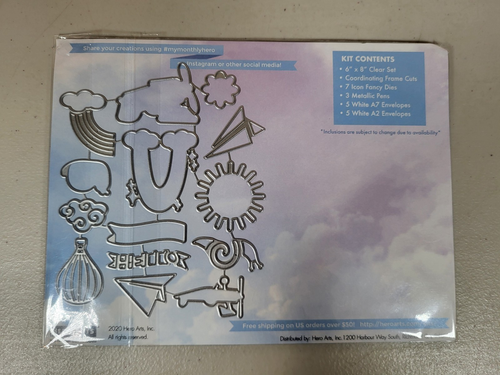 Share your creations using #mymonthlyhero
Instagram or other social media!
KIT CONTENTS
• 6" x 8" Clear Set
• Coordinating Frame Cuts
• 7 Icon Fancy Dies
• 3 Metallic Pens
• 5 White A7 Envelopes
• 5 White A2 Envelopes
*Inclusions are subject to change due to availability*
2020 Hero Arts, Inc.
All rights reserved.
Free shipping on US orders over $50!
Distributed by: Hero Arts, Inc. 1200 Harbour Way South,